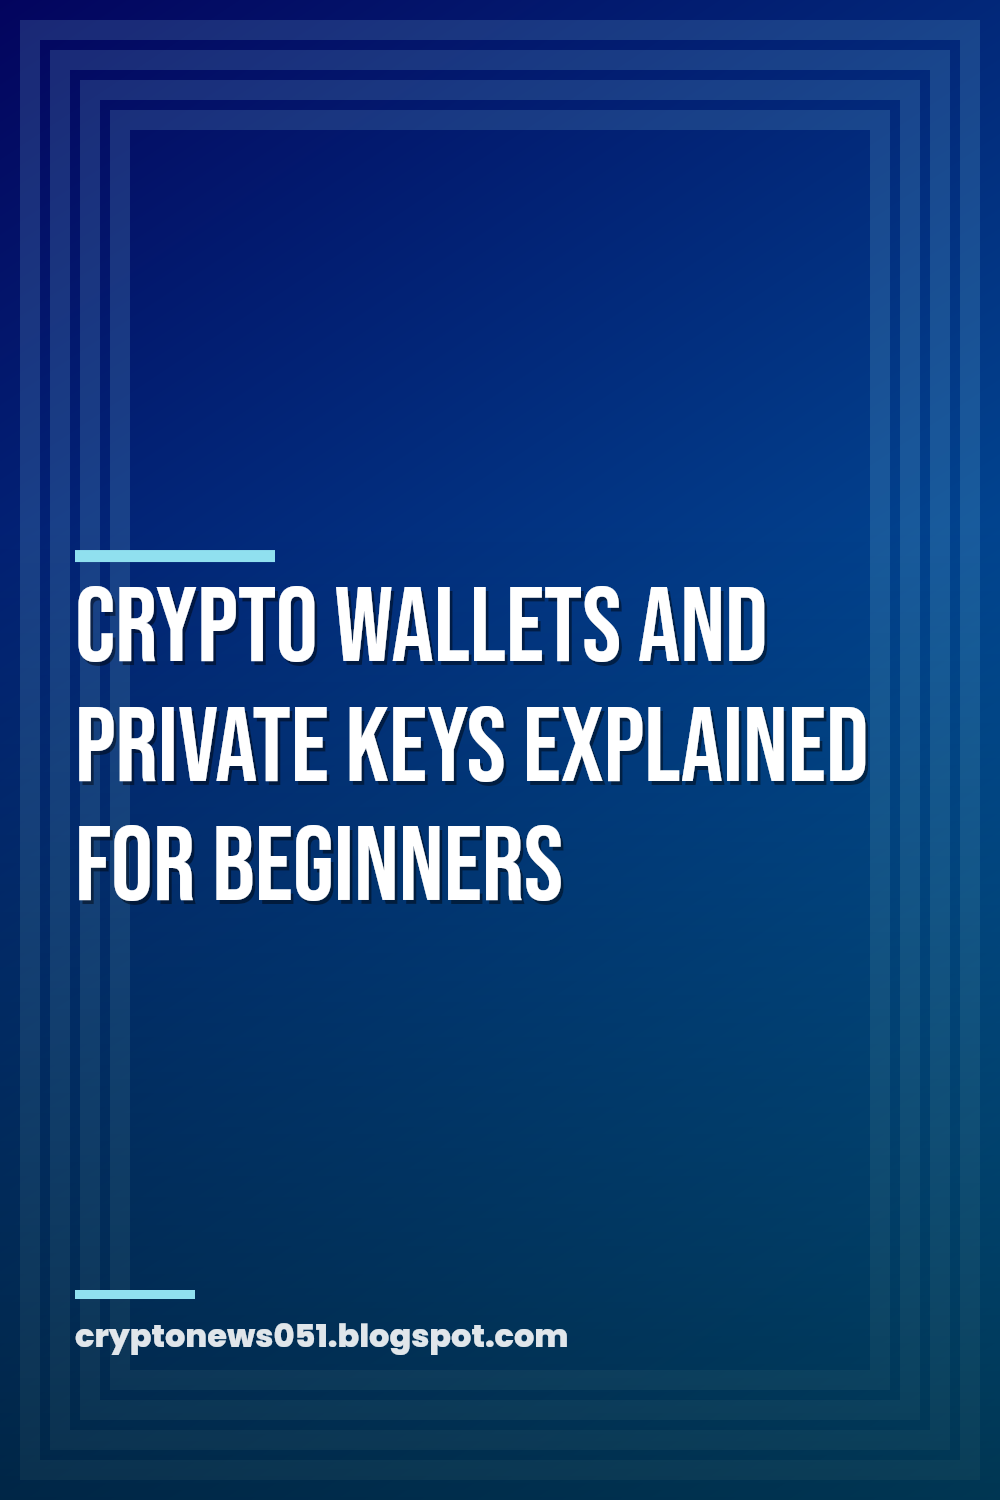 CRYPTO WALLETS AND
PRIVATE KEYS EXPLAINED
FOR BEGINNERS
cryptonews051.blogspot.com